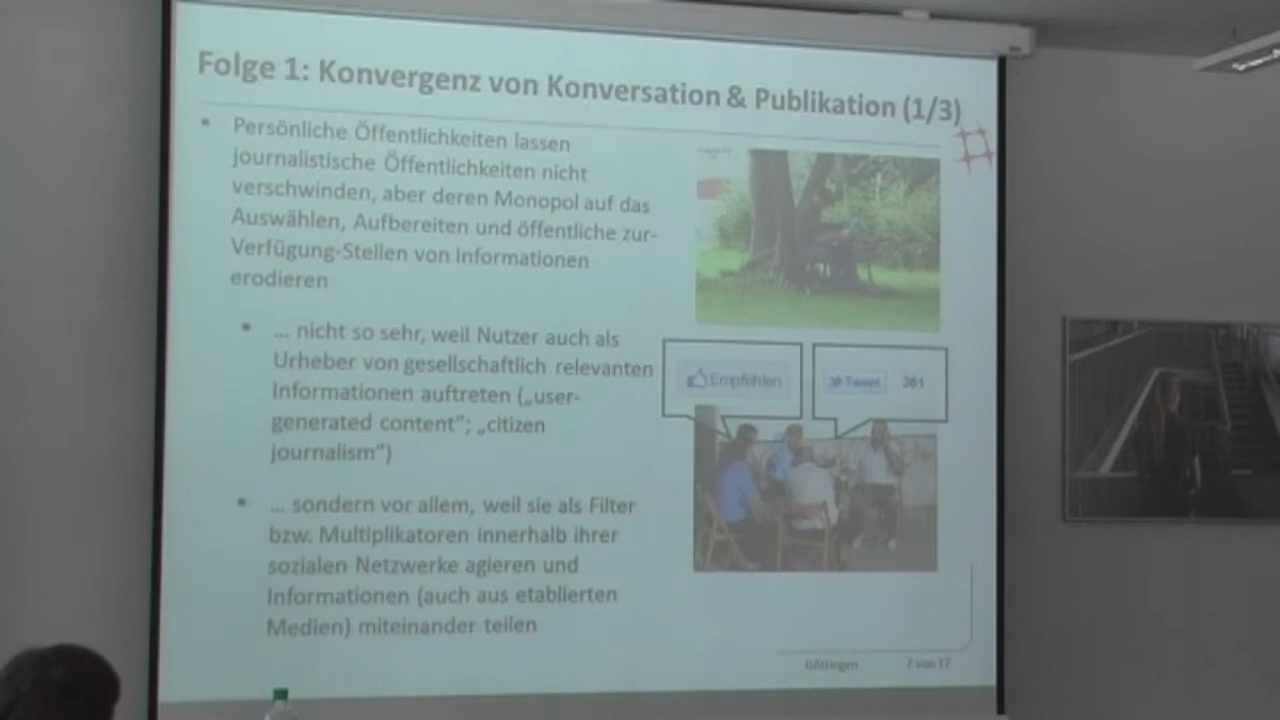 Folge 1: Konvergenz von Konversation & Publikation (1/3)
Persönliche Öffentlichkeiten lassen
journalistische Öffentlichkeiten nicht
verschwinden, aber deren Monopol auf das
Auswählen, Aufbereiten und öffentliche zur-
Verfügung-Stellen von Informationen
erodieren
... nicht so sehr, weil Nutzer auch als
Urheber von gesellschaftlich relevanten
Informationen auftreten („user-
generated content“; „citizen
journalism“)
... sondern vor allem, weil sie als Filter
bzw. Multiplikatoren innerhalb ihrer
sozialen Netzwerke agieren und
Informationen (auch aus etablierten
Medien) miteinander teilen
Empfehlen
Tweet 381
Göttingen 7 von 17